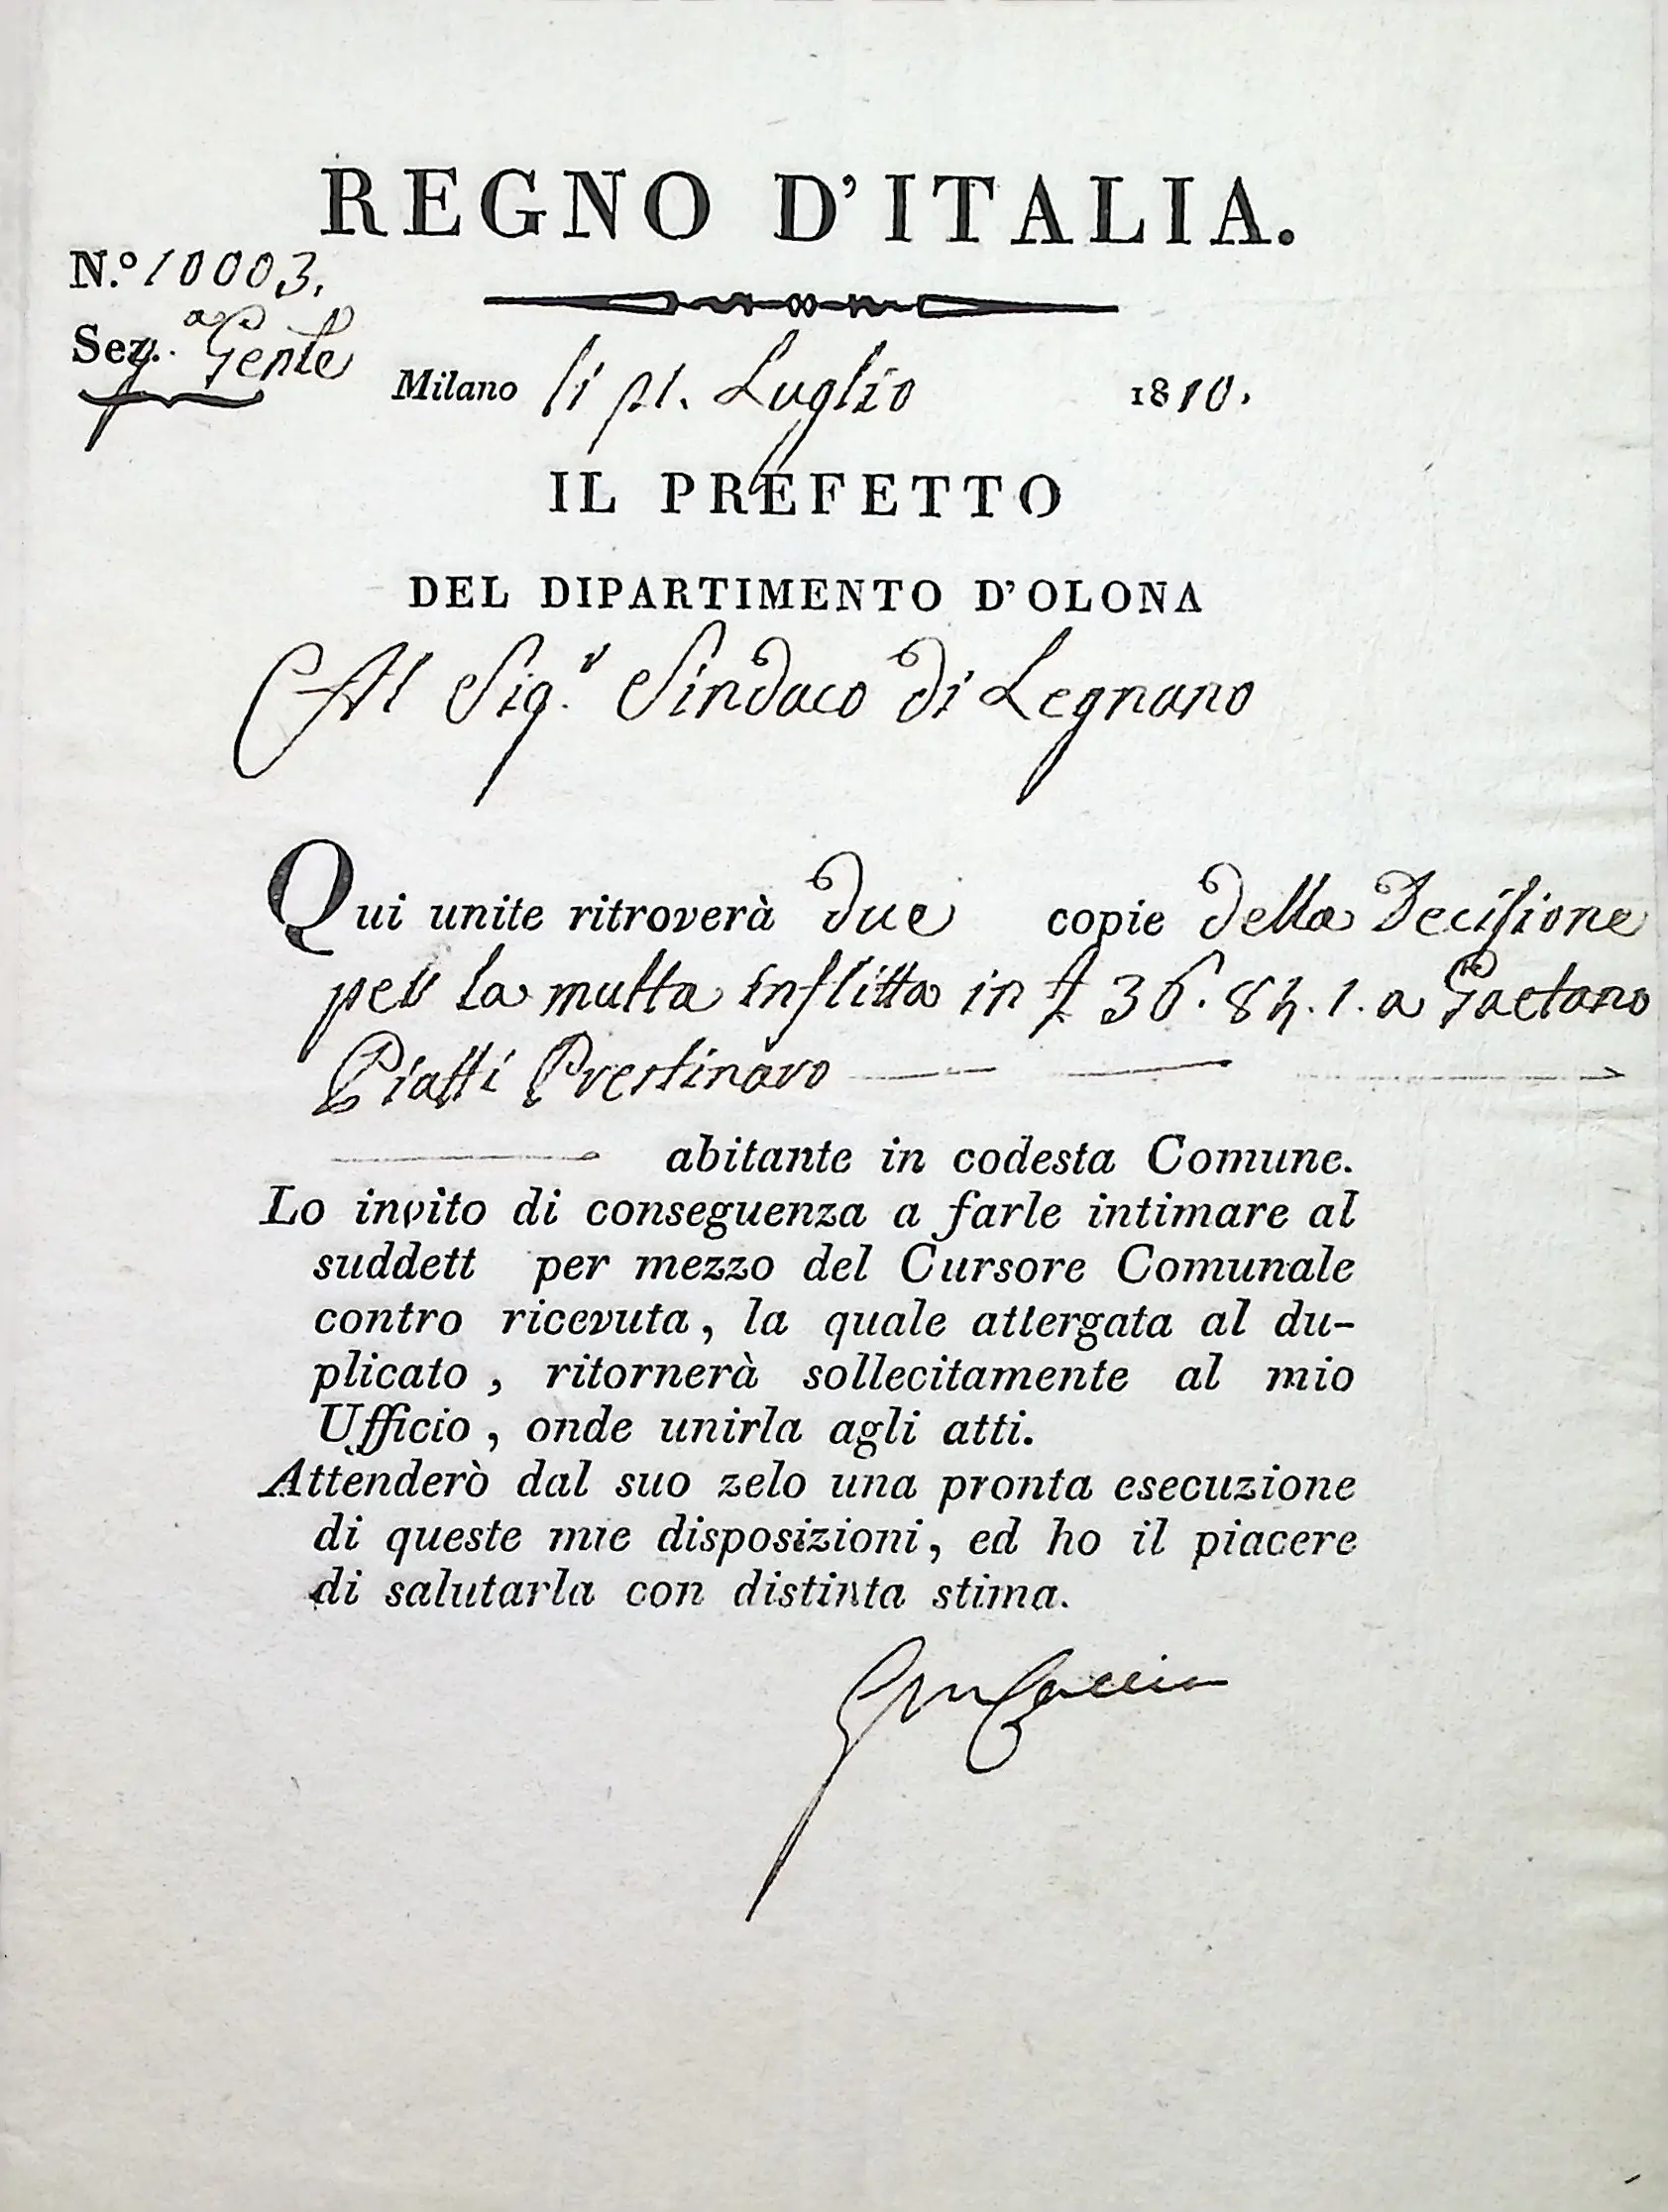 REGNO D'ITALIA.
N.° 10003.
Sez.
Milano li Luglio 1810.
IL PREFETTO
DEL DIPARTIMENTO D'OLONA
Al Sig.r Sindaco di Legnano
Qui unite ritroverà due copie della Decisione
per la multa inflitta in a Gaetano
Piatti Prestinaro
abitante in codesta Comune.
Lo invito di conseguenza a farle intimare al
suddett per mezzo del Cursore Comunale
contro ricevuta, la quale attergata al du-
plicato, ritornerà sollecitamente al mio
Ufficio, onde unirla agli atti.
Attenderò dal suo zelo una pronta esecuzione
di queste mie disposizioni, ed ho il piacere
di salutarla con distinta stima.